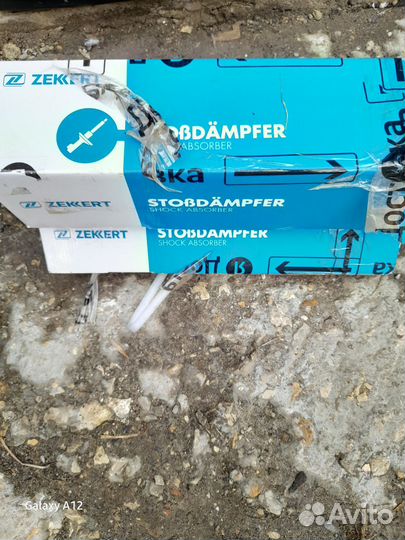 ZEKKERT
STOßDÄMPFER
SHOCK ABSORBER
ZEKKERT STOßDÄMPFER
SHOCK ABSORBER
ZEKKERT STOßDÄMPFER
SHOCK ABSORBER
Galaxy A12
Avito